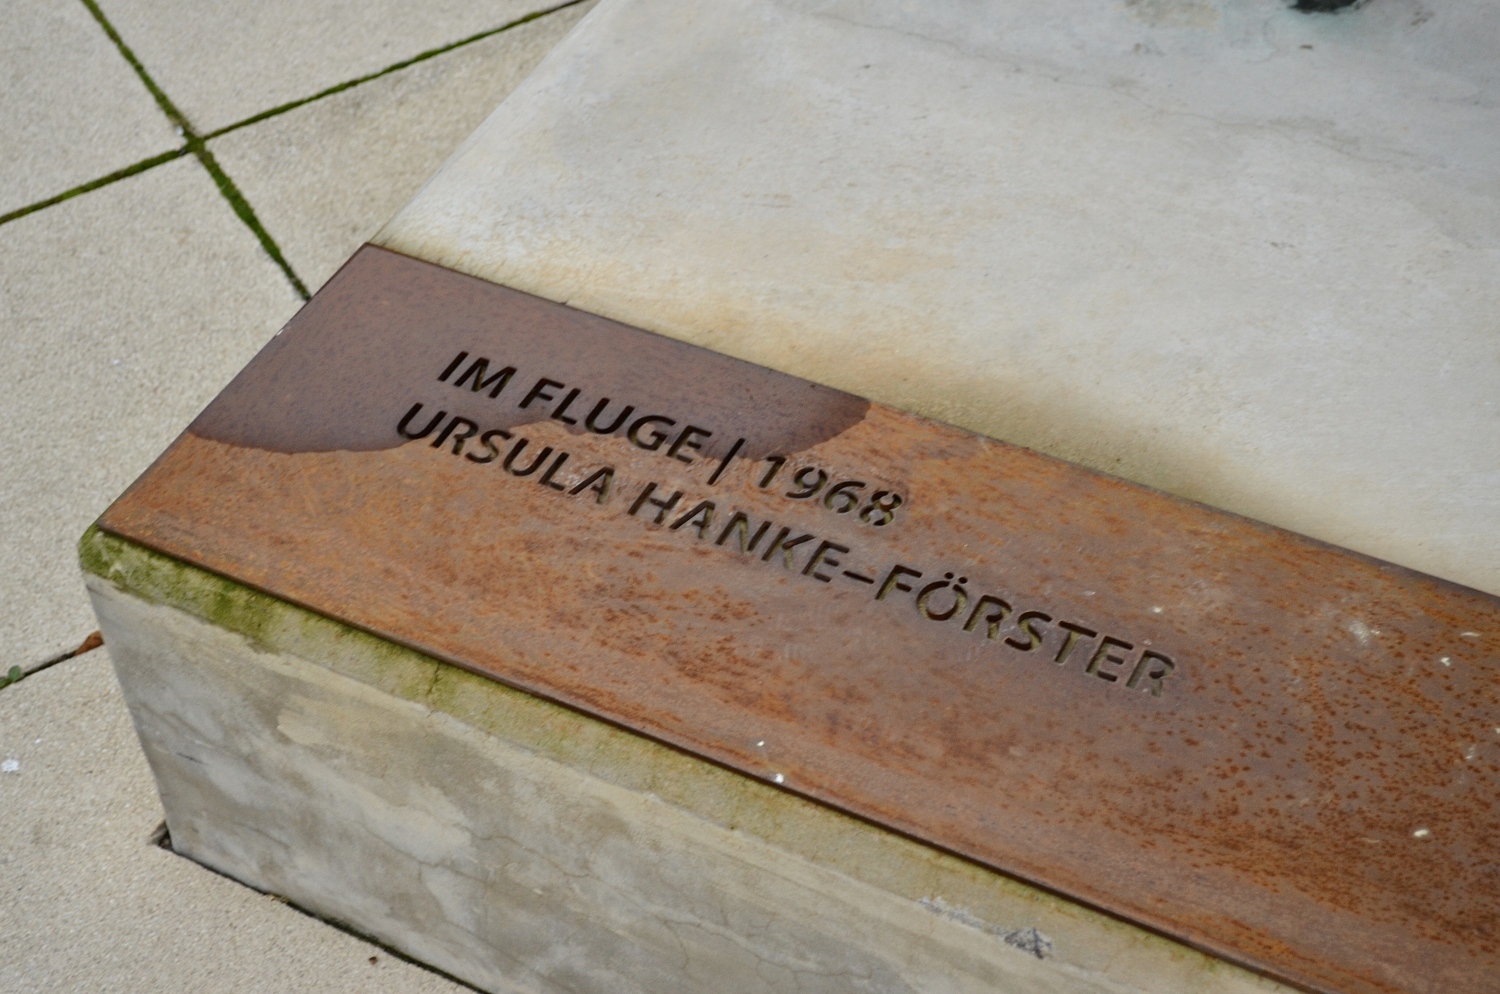 IM FLUGE | 1968
URSULA HANKE-FÖRSTER